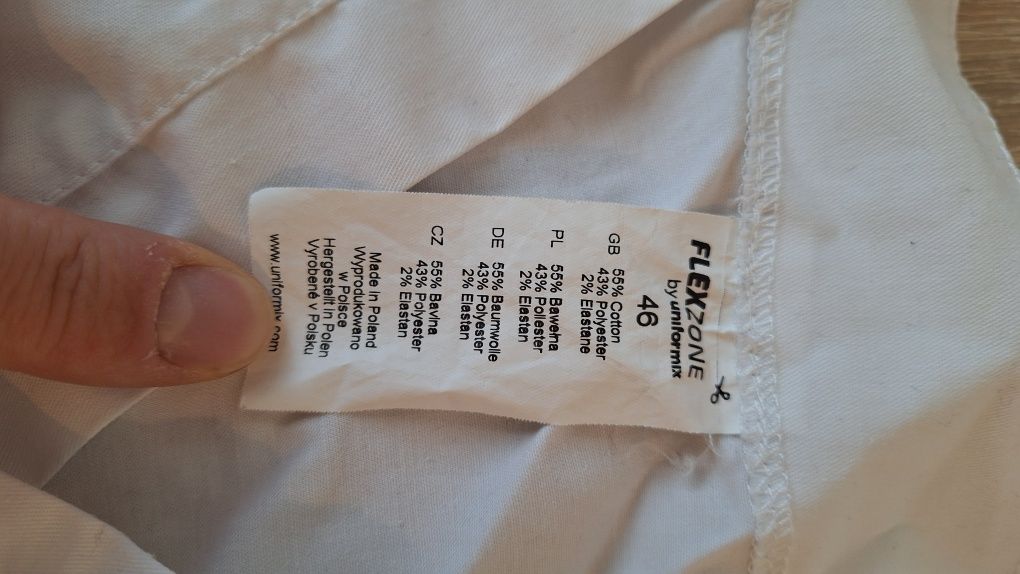 FLEXZONE
by uniformix
46
GB 55% Cotton
43% Polyester
2% Elastane
PL 55% Bawełna
43% Poliester
2% Elastan
DE 55% Baumwolle
43% Polyester
2% Elastan
CZ 55% Bavlna
43% Polyester
2% Elastan
Made in Poland
Wyprodukowano
w Polsce
Hergestellt in Polen
Vyrobené v Polsku
www.uniformix.com